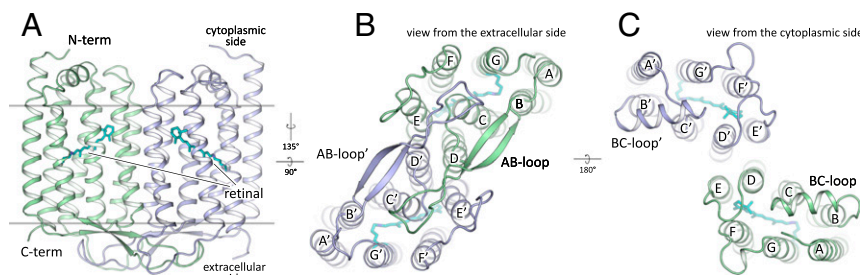 A
N-term
cytoplasmic
side
retinal
C-term
extracellular
135°
90°
B
view from the extracellular side
F
G
A
B
E
C
AB-loop'
D'
D
AB-loop
C'
B'
E'
A'
G'
F'
180°
C
view from the cytoplasmic side
A'
G'
F'
B'
C'
D'
E'
BC-loop'
BC-loop
E
D
C
B
F
G
A